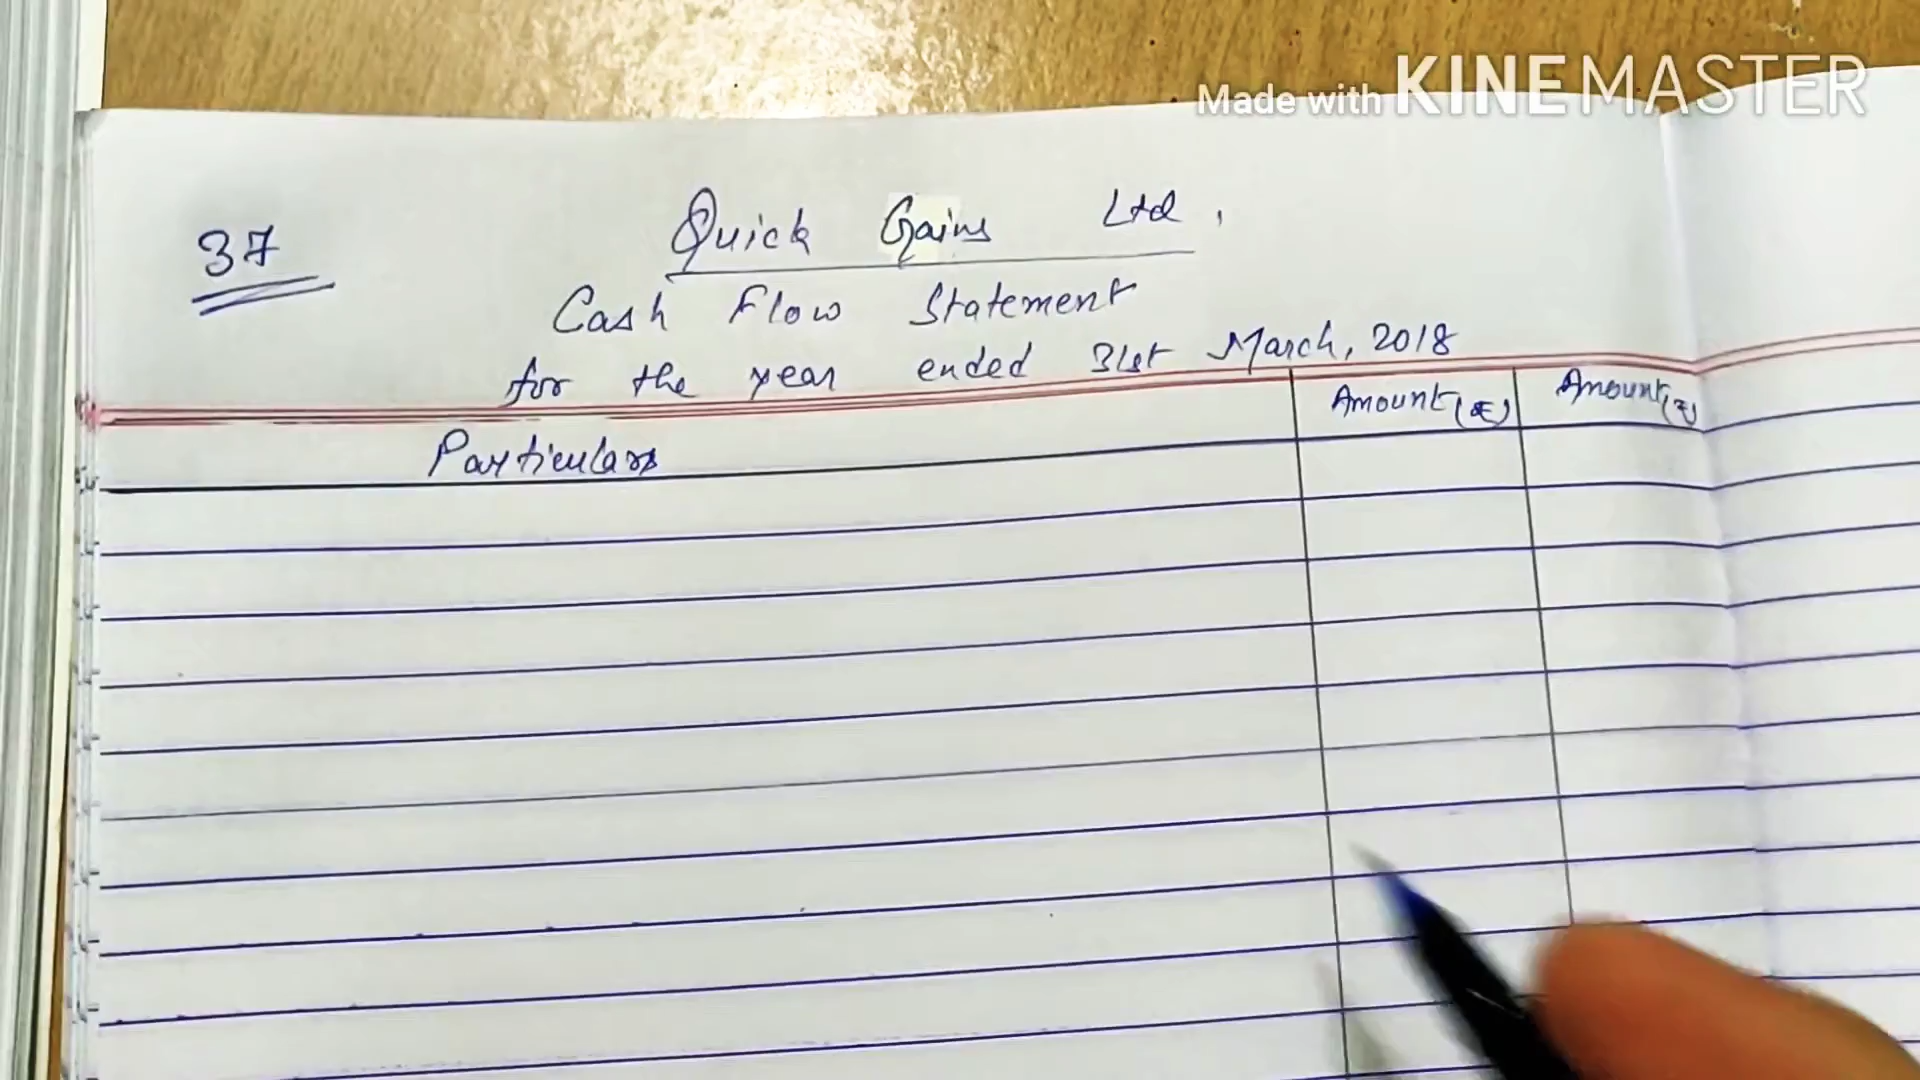 Made with KINEMASTER
37
Quick Gains Ltd.
Cash Flow Statement
for the year ended 31st March, 2018
Particulars Amount (₹) Amount (₹)